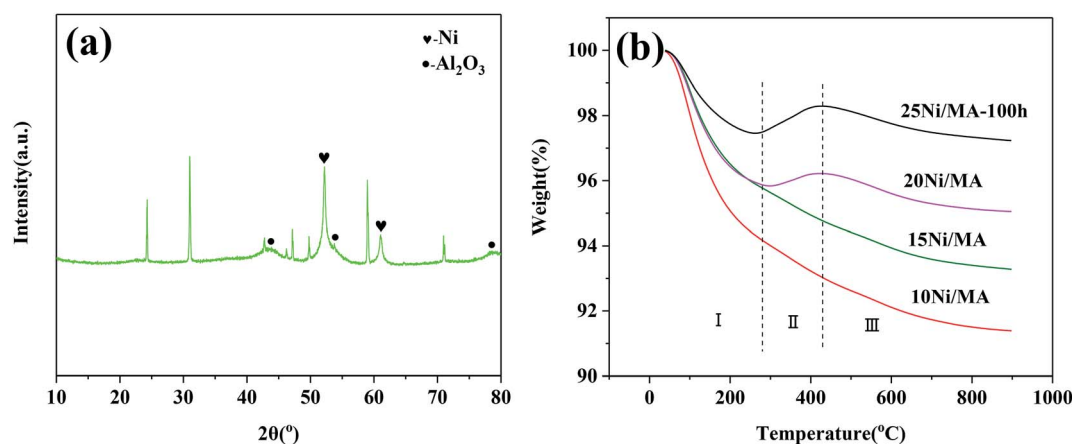 (a)
♥-Ni
●-Al₂O₃
Intensity(a.u.)
10 20 30 40 50 60 70 80
2θ(º)
(b)
100
98
96
94
92
90
Weight(%)
25Ni/MA-100h
20Ni/MA
15Ni/MA
10Ni/MA
Ⅰ Ⅱ Ⅲ
0 200 400 600 800 1000
Temperature(ºC)